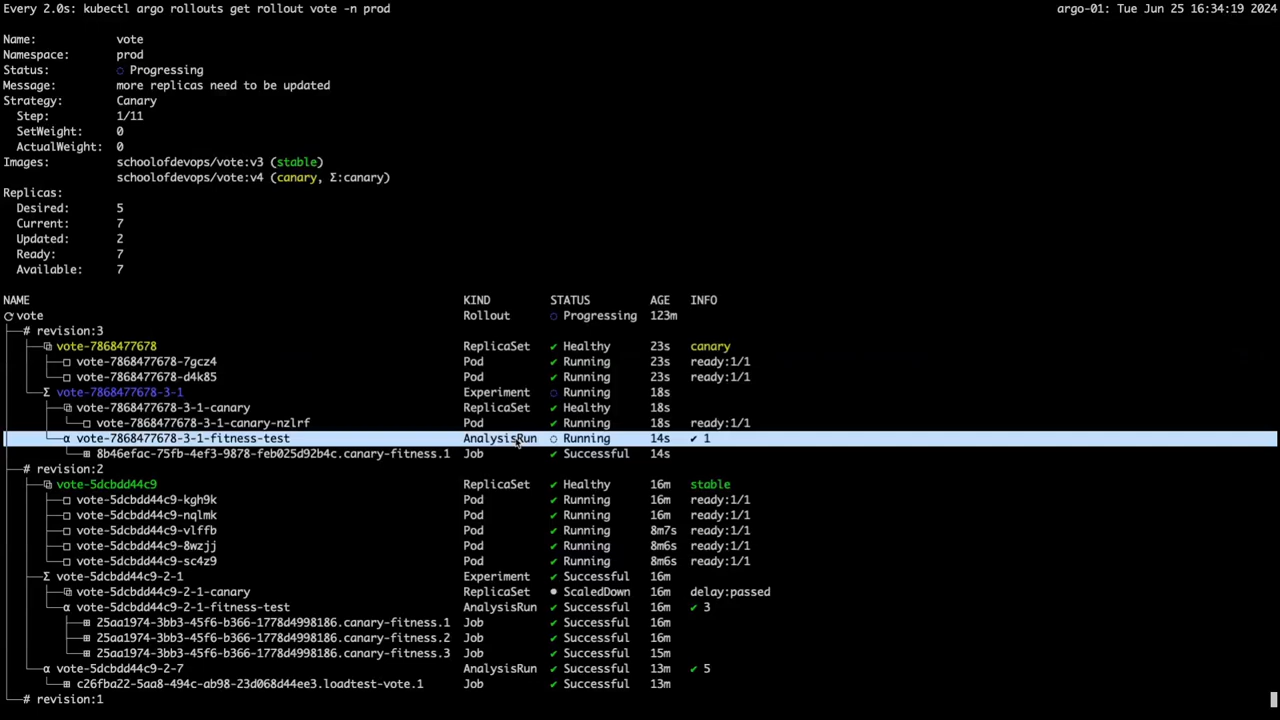 Every 2.0s: kubectl argo rollouts get rollout vote -n prod argo-01: Tue Jun 25 16:34:19 2024
Name: vote
Namespace: prod
Status: Progressing
Message: more replicas need to be updated
Strategy: Canary
Step: 1/11
SetWeight: 0
ActualWeight: 0
Images: schoolofdevops/vote:v3 (stable)
schoolofdevops/vote:v4 (canary, Σ:canary)
Replicas:
Desired: 5
Current: 7
Updated: 2
Ready: 7
Available: 7
NAME KIND STATUS AGE INFO
⟳ vote Rollout Progressing 123m
├──# revision:3
│ ├──⧉ vote-7868477678 ReplicaSet ✔ Healthy 23s canary
│ │ ├──□ vote-7868477678-7gcz4 Pod ✔ Running 23s ready:1/1
│ │ └──□ vote-7868477678-d4k85 Pod ✔ Running 23s ready:1/1
│ └──Σ vote-7868477678-3-1 Experiment ◌ Running 18s
│ ├──⧉ vote-7868477678-3-1-canary ReplicaSet ✔ Healthy 18s
│ │ └──□ vote-7868477678-3-1-canary-nzlrf Pod ✔ Running 18s ready:1/1
│ └──α vote-7868477678-3-1-fitness-test AnalysisRun ◌ Running 14s ✔ 1
│ └──⊞ 8b46efac-75fb-4ef3-9878-feb025d92b4c.canary-fitness.1 Job ✔ Successful 14s
├──# revision:2
│ ├──⧉ vote-5dcbdd44c9 ReplicaSet ✔ Healthy 16m stable
│ │ ├──□ vote-5dcbdd44c9-kgh9k Pod ✔ Running 16m ready:1/1
│ │ ├──□ vote-5dcbdd44c9-nqlmk Pod ✔ Running 16m ready:1/1
│ │ ├──□ vote-5dcbdd44c9-vlffb Pod ✔ Running 8m7s ready:1/1
│ │ ├──□ vote-5dcbdd44c9-8wzjj Pod ✔ Running 8m6s ready:1/1
│ │ └──□ vote-5dcbdd44c9-sc4z9 Pod ✔ Running 8m6s ready:1/1
│ ├──Σ vote-5dcbdd44c9-2-1 Experiment ✔ Successful 16m
│ │ ├──⧉ vote-5dcbdd44c9-2-1-canary ReplicaSet • ScaledDown 16m delay:passed
│ │ └──α vote-5dcbdd44c9-2-1-fitness-test AnalysisRun ✔ Successful 16m ✔ 3
│ │ ├──⊞ 25aa1974-3bb3-45f6-b366-1778d4998186.canary-fitness.1 Job ✔ Successful 16m
│ │ ├──⊞ 25aa1974-3bb3-45f6-b366-1778d4998186.canary-fitness.2 Job ✔ Successful 16m
│ │ └──⊞ 25aa1974-3bb3-45f6-b366-1778d4998186.canary-fitness.3 Job ✔ Successful 15m
│ └──α vote-5dcbdd44c9-2-7 AnalysisRun ✔ Successful 13m ✔ 5
│ └──⊞ c26fba22-5aa8-494c-ab98-23d068d44ee3.loadtest-vote.1 Job ✔ Successful 13m
└──# revision:1